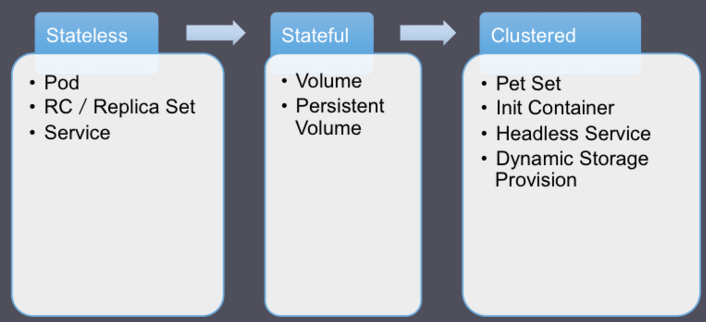 Stateless
• Pod
• RC / Replica Set
• Service
Stateful
• Volume
• Persistent
Volume
Clustered
• Pet Set
• Init Container
• Headless Service
• Dynamic Storage
Provision